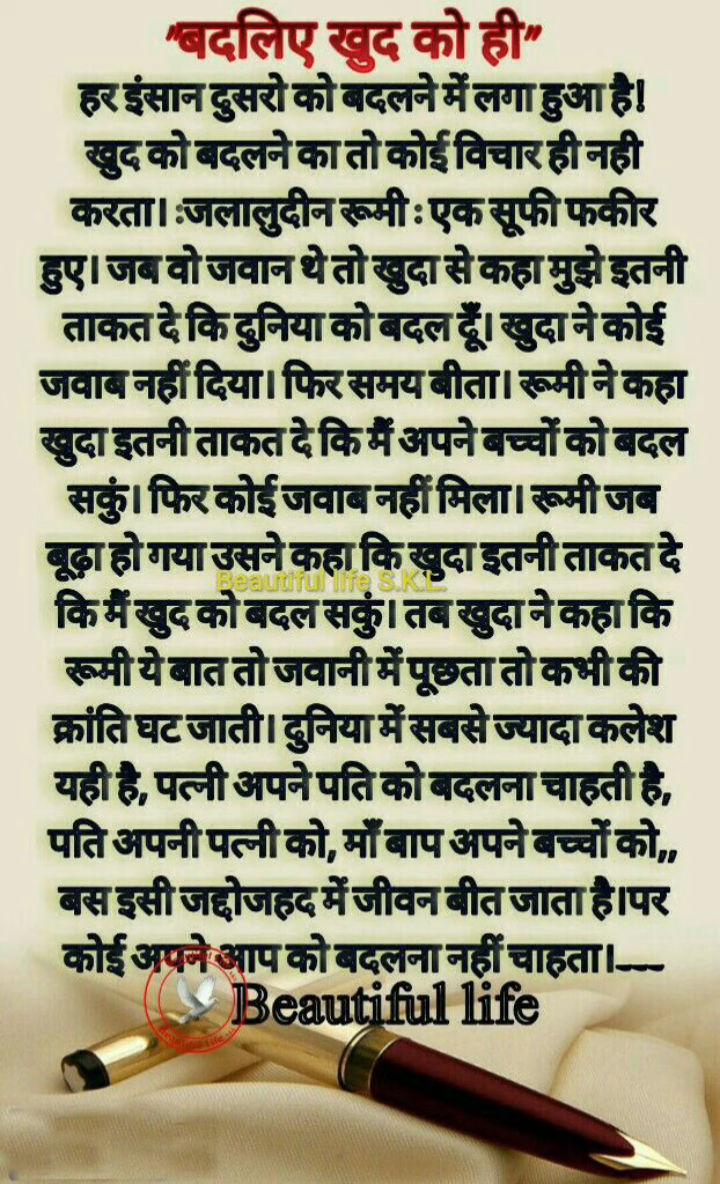 "बदलिए खुद को ही"
हर इंसान दुसरो को बदलने में लगा हुआ है!
खुद को बदलने का तो कोई विचार ही नही
करता। :जलालुदीन रूमी : एक सूफी फकीर
हुए। जब वो जवान थे तो खुदा से कहा मुझे इतनी
ताकत दे कि दुनिया को बदल दूँ। खुदा ने कोई
जवाब नहीं दिया। फिर समय बीता। रूमी ने कहा
खुदा इतनी ताकत दे कि मैं अपने बच्चों को बदल
सकुं। फिर कोई जवाब नहीं मिला। रूमी जब
बूढ़ा हो गया उसने कहा कि खुदा इतनी ताकत दे
Beautiful life S.K.L.
कि मैं खुद को बदल सकुं। तब खुदा ने कहा कि
रूमी ये बात तो जवानी में पूछता तो कभी की
क्रांति घट जाती। दुनिया में सबसे ज्यादा कलेश
यही है, पत्नी अपने पति को बदलना चाहती है,
पति अपनी पत्नी को, माँ बाप अपने बच्चों को,,
बस इसी जद्दोजहद में जीवन बीत जाता है।पर
कोई अपने आप को बदलना नहीं चाहता।---
Beautiful life